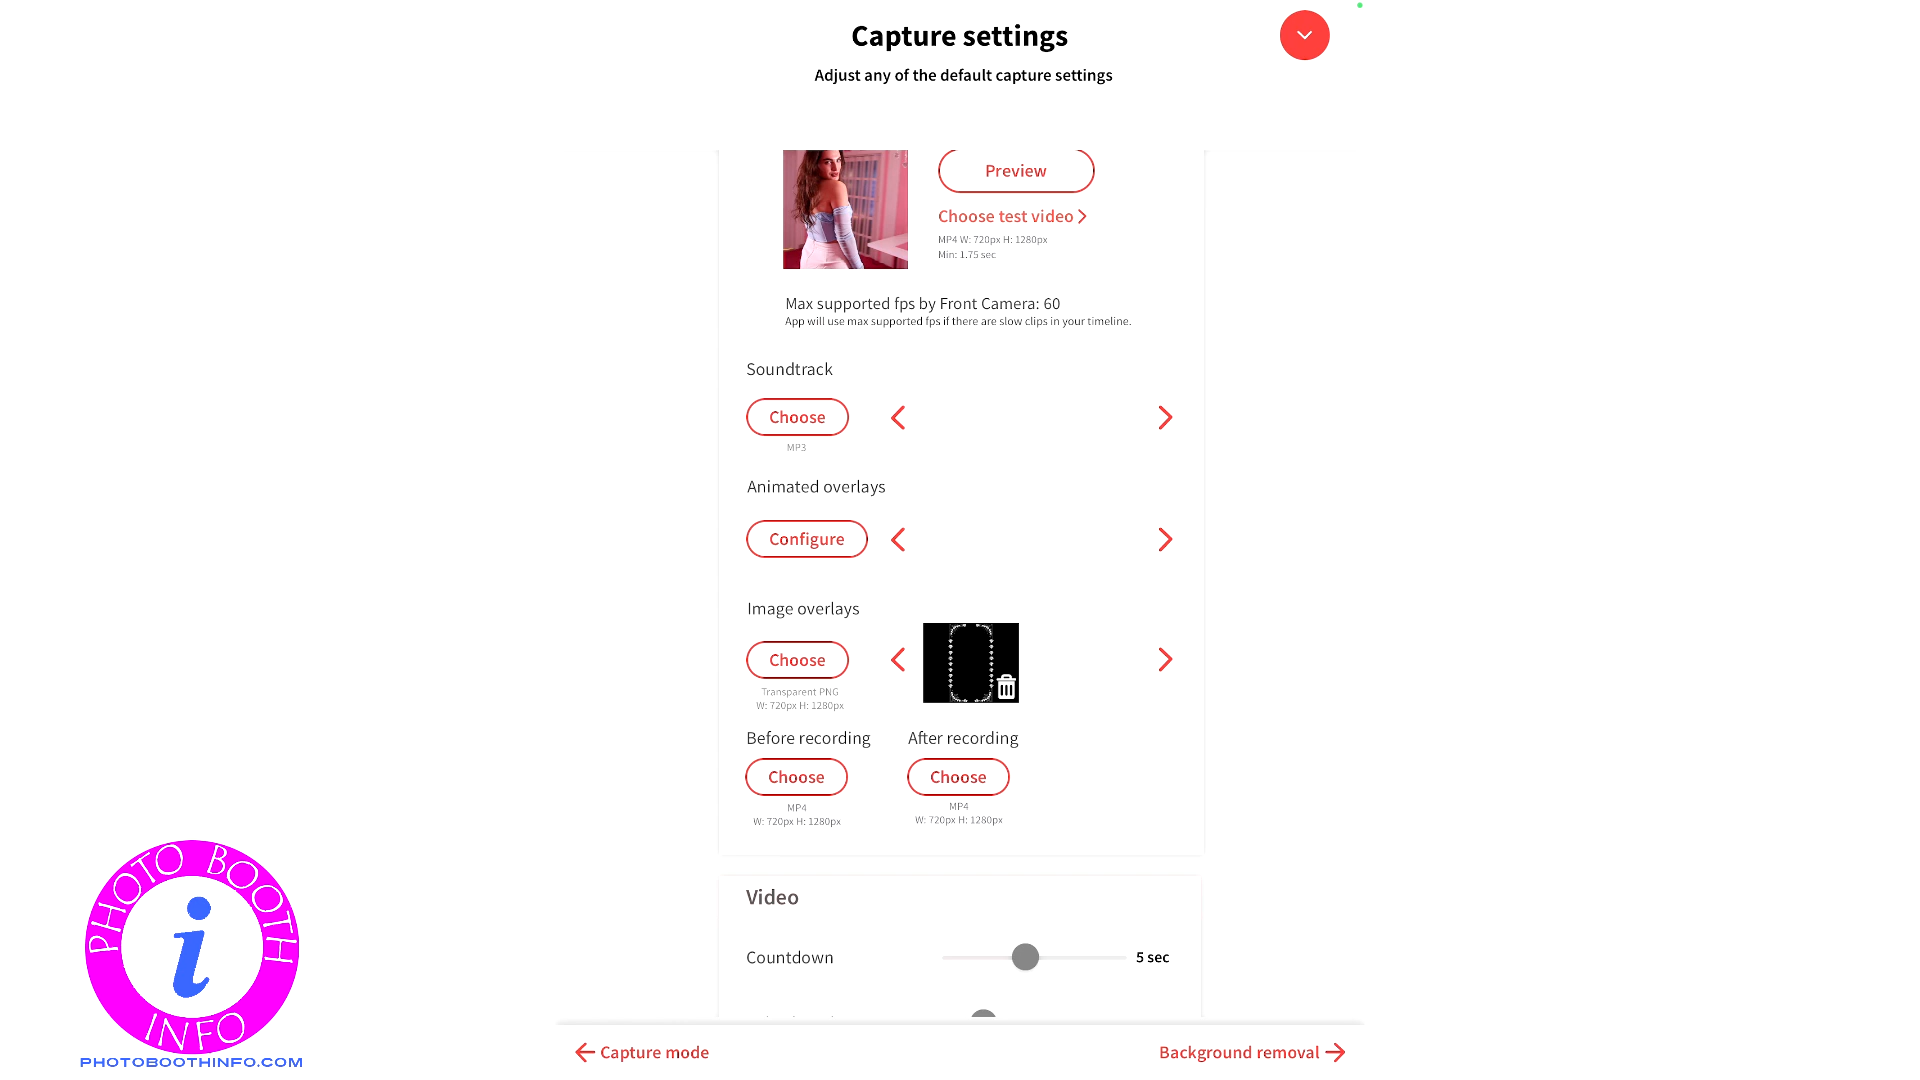 Capture settings
Adjust any of the default capture settings
Preview
Choose test video
MP4 W: 720px H: 1280px
Min: 1.75 sec
Max supported fps by Front Camera: 60
App will use max supported fps if there are slow clips in your timeline.
Soundtrack
Choose
MP3
Animated overlays
Configure
Image overlays
Choose
Transparent PNG
W: 720px H: 1280px
Before recording After recording
Choose Choose
MP4 MP4
W: 720px H: 1280px W: 720px H: 1280px
Video
Countdown 5 sec
Capture mode Background removal
PHOTO BOOTH
i
INFO
PHOTOBOOTHINFO.COM